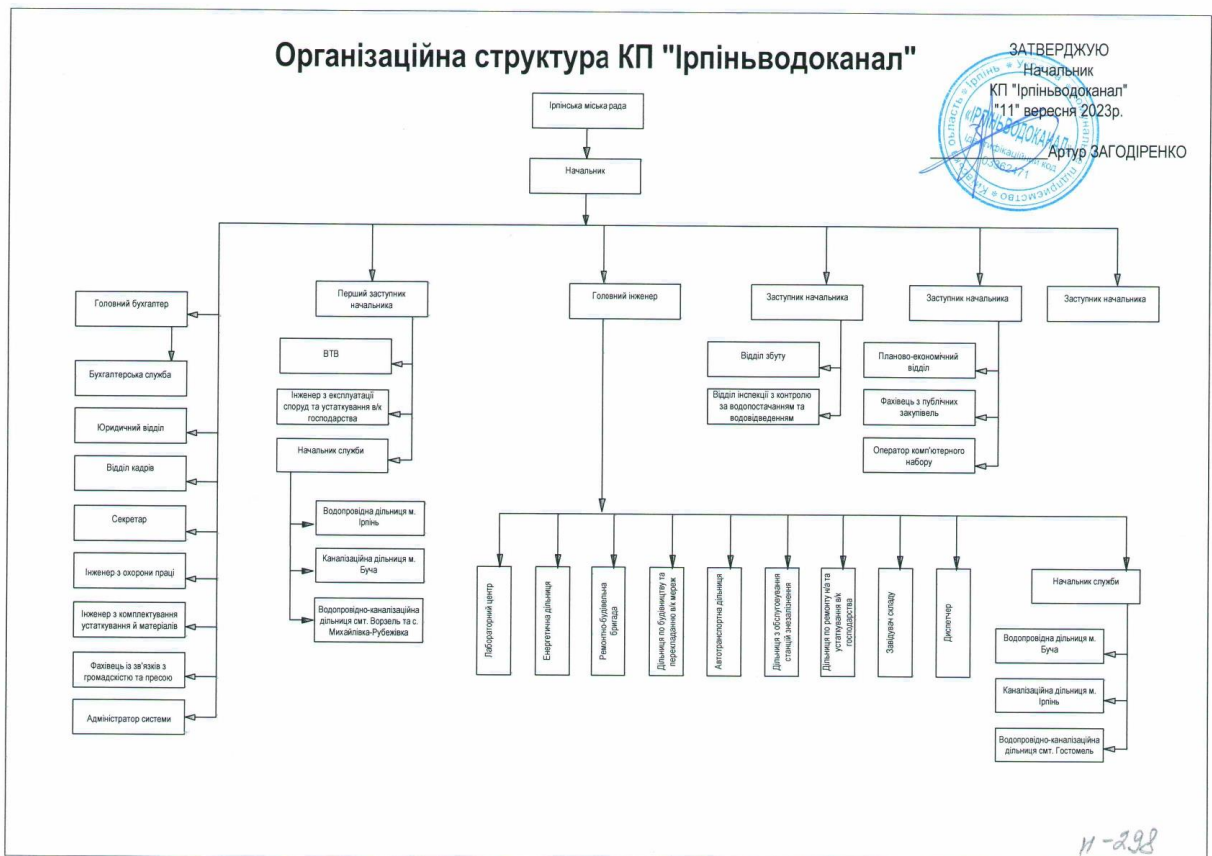 Організаційна структура КП "Ірпіньводоканал"
ЗАТВЕРДЖУЮ
Начальник
КП "Ірпіньводоканал"
"11" вересня 2023р.
Артур ЗАГОДІРЕНКО
«ІРПІНЬВОДОКАНАЛ»
ідентифікаційний код
03362471
Ірпінська міська рада
Начальник
Головний бухгалтер
Бухгалтерська служба
Юридичний відділ
Відділ кадрів
Секретар
Інженер з охорони праці
Інженер з комплектування
устаткування й матеріалів
Фахівець із зв'язків з
громадскістю та пресою
Адміністратор системи
Перший заступник
начальника
ВТВ
Інженер з експлуатації
споруд та устаткування в/к
господарства
Начальник служби
Водопровідна дільниця м.
Ірпінь
Каналізаційна дільниця м.
Буча
Водопровідно-каналізаційна
дільниця смт. Ворзель та с.
Михайлівка-Рубежівка
Головний інженер
Лабораторний центр
Енергетична дільниця
Ремонтно-будівельна
бригада
Дільниця по будівництву та
перекладанню в/к мереж
Автотранспортна дільниця
Дільниця з обслуговування
станцій знезалізнення
Дільниця по ремонту н/а та
устаткування в/к
господарства
Завідувач складу
Диспетчер
Начальник служби
Водопровідна дільниця м.
Буча
Каналізаційна дільниця м.
Ірпінь
Водопровідно-каналізаційна
дільниця смт. Гостомель
Заступник начальника
Відділ збуту
Відділ інспекції з контролю
за водопостачанням та
водовідведенням
Заступник начальника
Планово-економічний
відділ
Фахівець з публічних
закупівель
Оператор комп'ютерного
набору
Заступник начальника